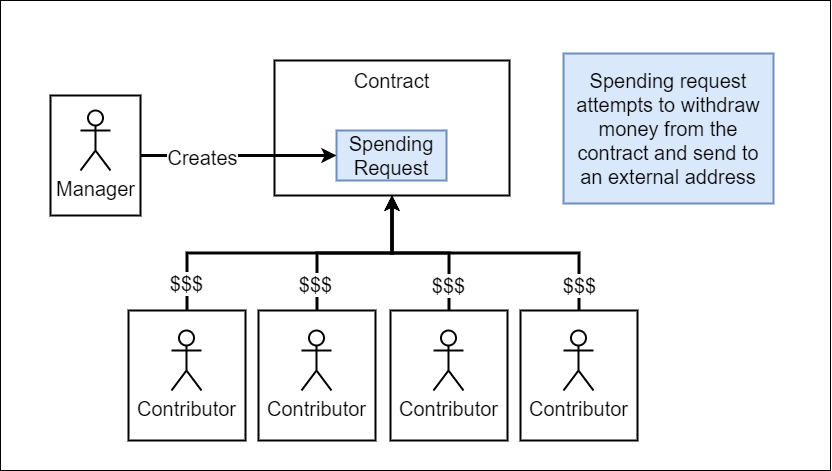 Contract
Spending
Request
Manager
Creates
Spending request
attempts to withdraw
money from the
contract and send to
an external address
$$$
$$$
$$$
$$$
Contributor
Contributor
Contributor
Contributor